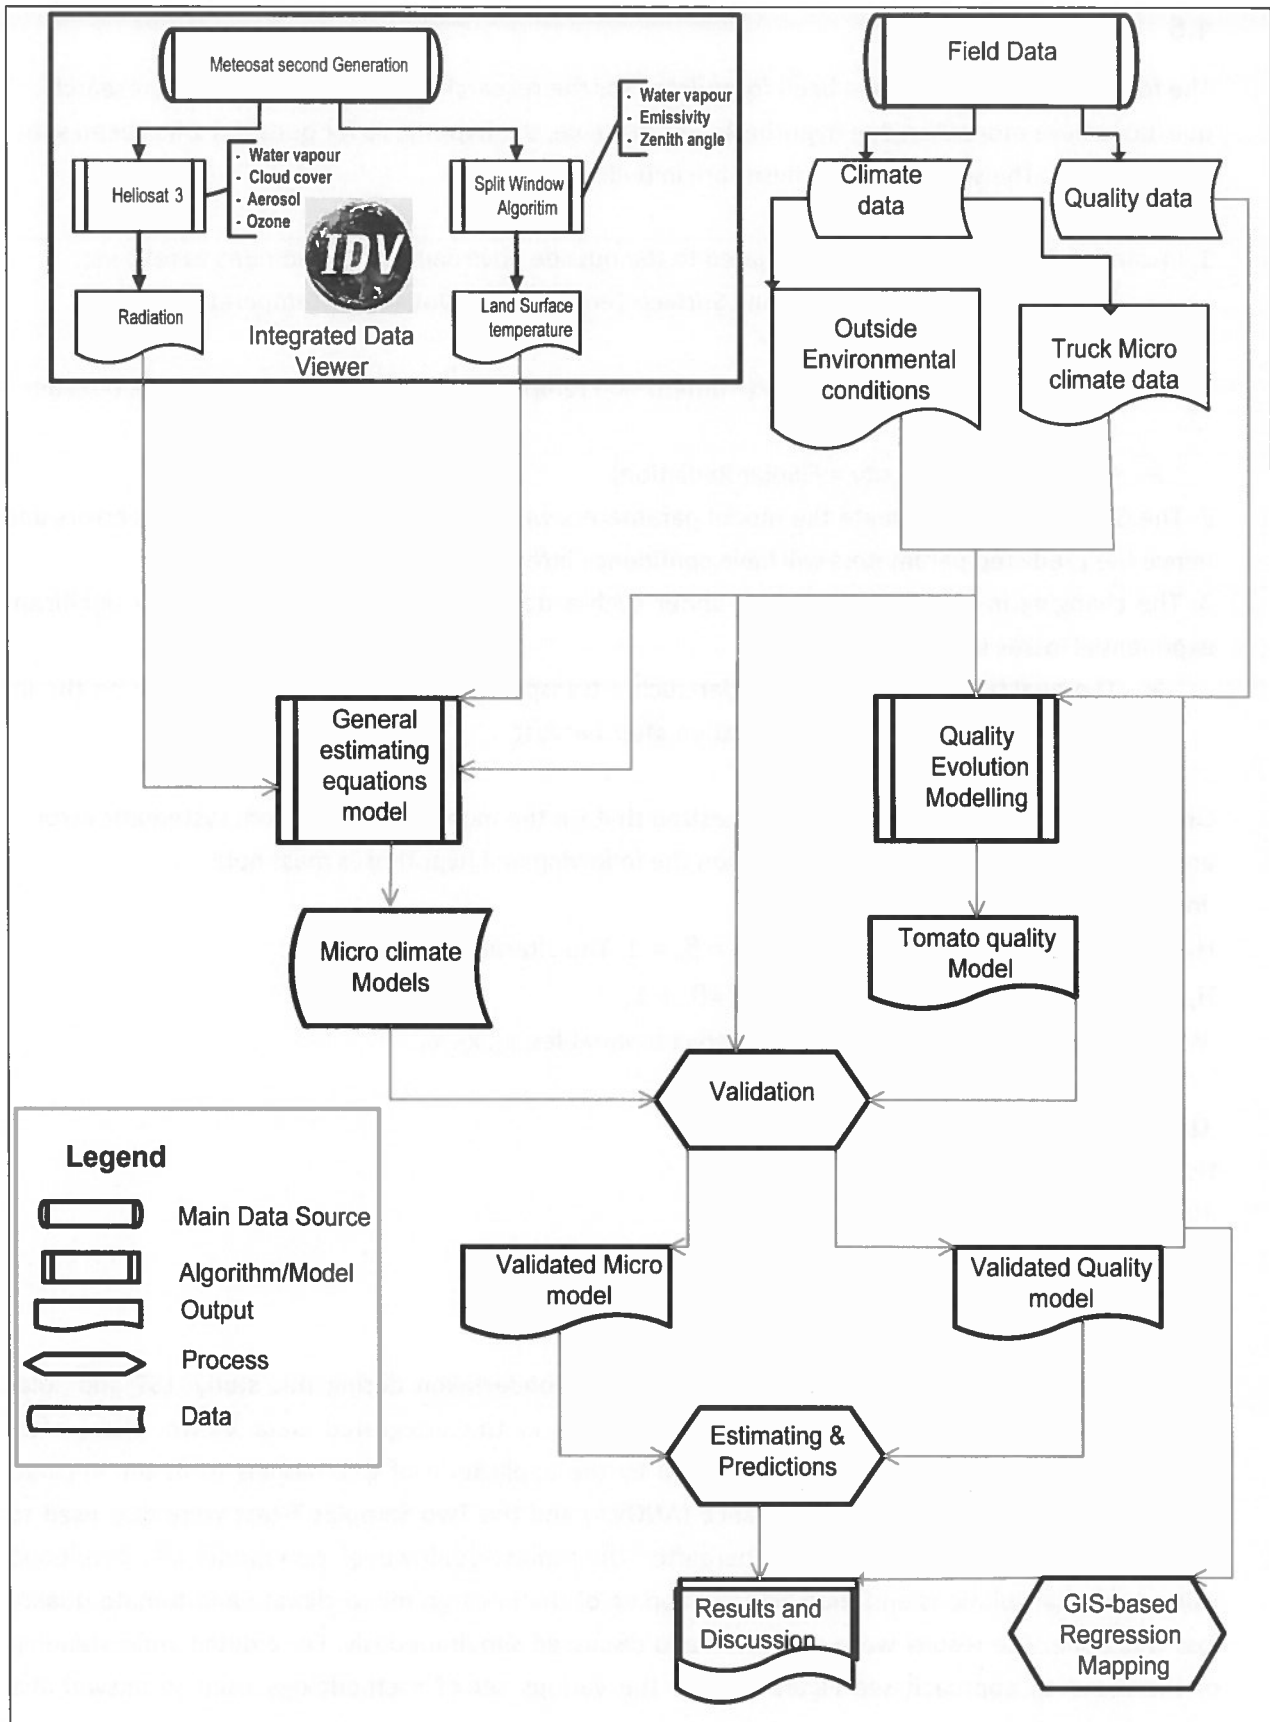 Meteosat second Generation
Field Data
- Water vapour
- Emissivity
- Zenith angle
Heliosat 3
- Water vapour
- Cloud cover
- Aerosol
- Ozone
Split Window
Algoritim
Climate
data
Quality data
IDV
Radiation
Integrated Data
Viewer
Land Surface
temperature
Outside
Environmental
conditions
Truck Micro
climate data
General
estimating
equations
model
Quality
Evolution
Modelling
Micro climate
Models
Tomato quality
Model
Validation
Legend
Main Data Source
Algorithm/Model
Output
Process
Data
Validated Micro
model
Validated Quality
model
Estimating &
Predictions
Results and
Discussion
GIS-based
Regression
Mapping